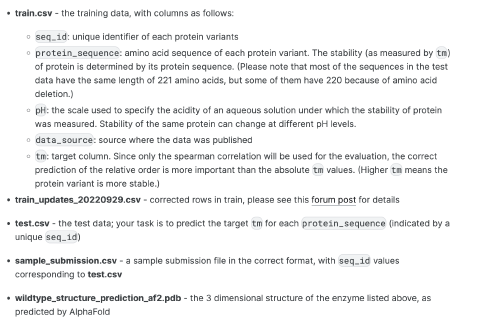 • train.csv - the training data, with columns as follows:
◦ seq_id: unique identifier of each protein variants
◦ protein_sequence: amino acid sequence of each protein variant. The stability (as measured by tm)
of protein is determined by its protein sequence. (Please note that most of the sequences in the test
data have the same length of 221 amino acids, but some of them have 220 because of amino acid
deletion.)
◦ pH: the scale used to specify the acidity of an aqueous solution under which the stability of protein
was measured. Stability of the same protein can change at different pH levels.
◦ data_source: source where the data was published
◦ tm: target column. Since only the spearman correlation will be used for the evaluation, the correct
prediction of the relative order is more important than the absolute tm values. (Higher tm means the
protein variant is more stable.)
• train_updates_20220929.csv - corrected rows in train, please see this forum post for details
• test.csv - the test data; your task is to predict the target tm for each protein_sequence (indicated by a
unique seq_id)
• sample_submission.csv - a sample submission file in the correct format, with seq_id values
corresponding to test.csv
• wildtype_structure_prediction_af2.pdb - the 3 dimensional structure of the enzyme listed above, as
predicted by AlphaFold